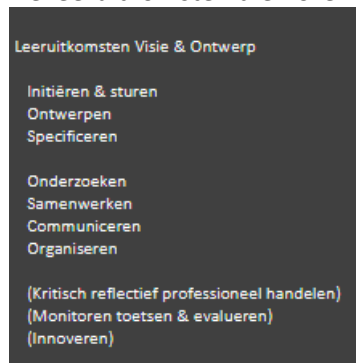 Leeruitkomsten Visie & Ontwerp
Initiëren & sturen
Ontwerpen
Specificeren
Onderzoeken
Samenwerken
Communiceren
Organiseren
(Kritisch reflectief professioneel handelen)
(Monitoren toetsen & evalueren)
(Innoveren)